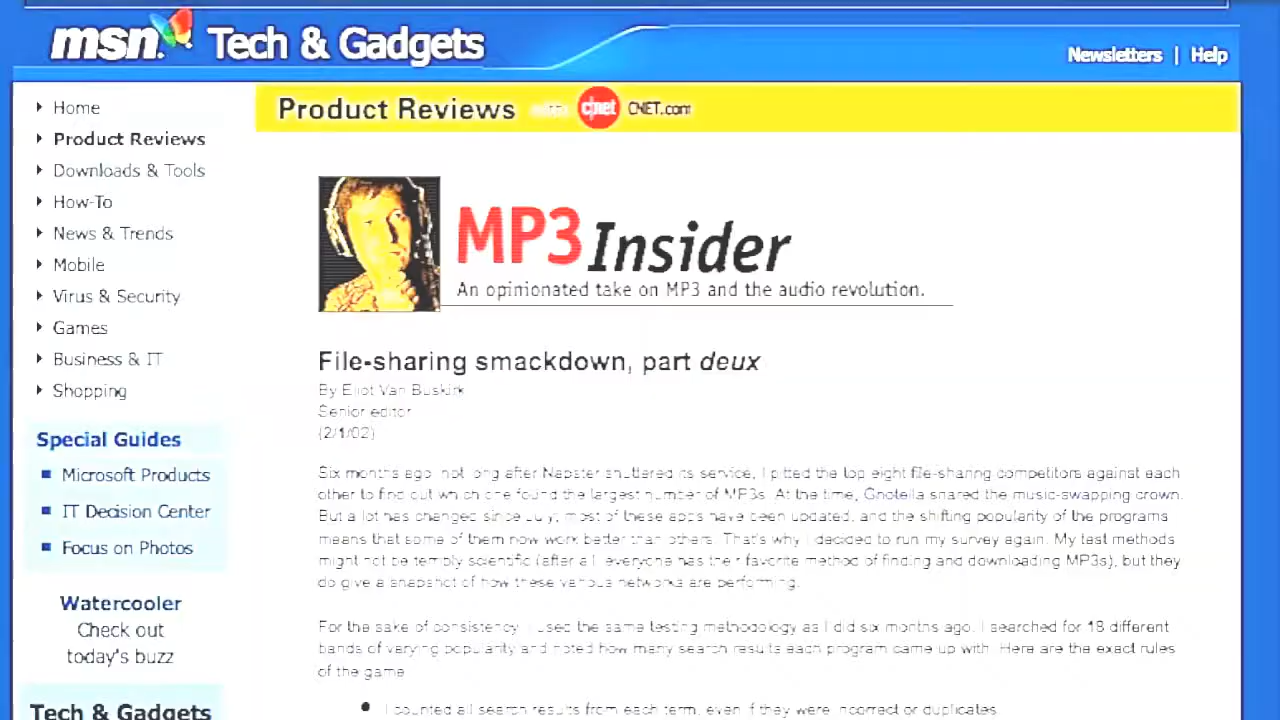 msn. Tech & Gadgets
Newsletters | Help
Home
Product Reviews
Downloads & Tools
How-To
News & Trends
Mobile
Virus & Security
Games
Business & IT
Shopping
Special Guides
Microsoft Products
IT Decision Center
Focus on Photos
Watercooler
Check out
today's buzz
Tech & Gadgets
Product Reviews with cnet CNET.com
MP3 Insider
An opinionated take on MP3 and the audio revolution.
File-sharing smackdown, part deux
By Eliot Van Buskirk
Senior editor
(2/1/02)
Six months ago, not long after Napster shuttered its service, I pitted the top eight file-sharing competitors against each
other to find out which one found the largest number of MP3s. At the time, Gnotella snared the music-swapping crown.
But a lot has changed since July; most of these apps have been updated, and the shifting popularity of the programs
means that some of them now work better than others. That's why I decided to run my survey again. My test methods
might not be terribly scientific (after all, everyone has their favorite method of finding and downloading MP3s), but they
do give a snapshot of how these various networks are performing.
For the sake of consistency, I used the same testing methodology as I did six months ago. I searched for 18 different
bands of varying popularity and noted how many search results each program came up with. Here are the exact rules
of the game:
I counted all search results from each term, even if they were incorrect or duplicates.